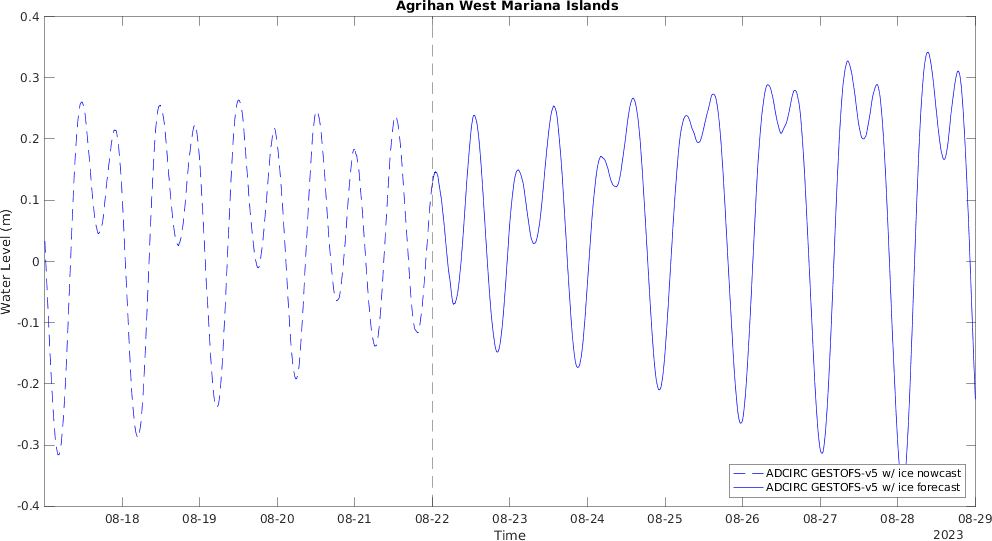 Agrihan West Mariana Islands
0.4
0.3
0.2
0.1
0
-0.1
-0.2
-0.3
-0.4
Water Level (m)
ADCIRC GESTOFS-v5 w/ ice nowcast
ADCIRC GESTOFS-v5 w/ ice forecast
08-18 08-19 08-20 08-21 08-22 08-23 08-24 08-25 08-26 08-27 08-28 08-29
Time
2023